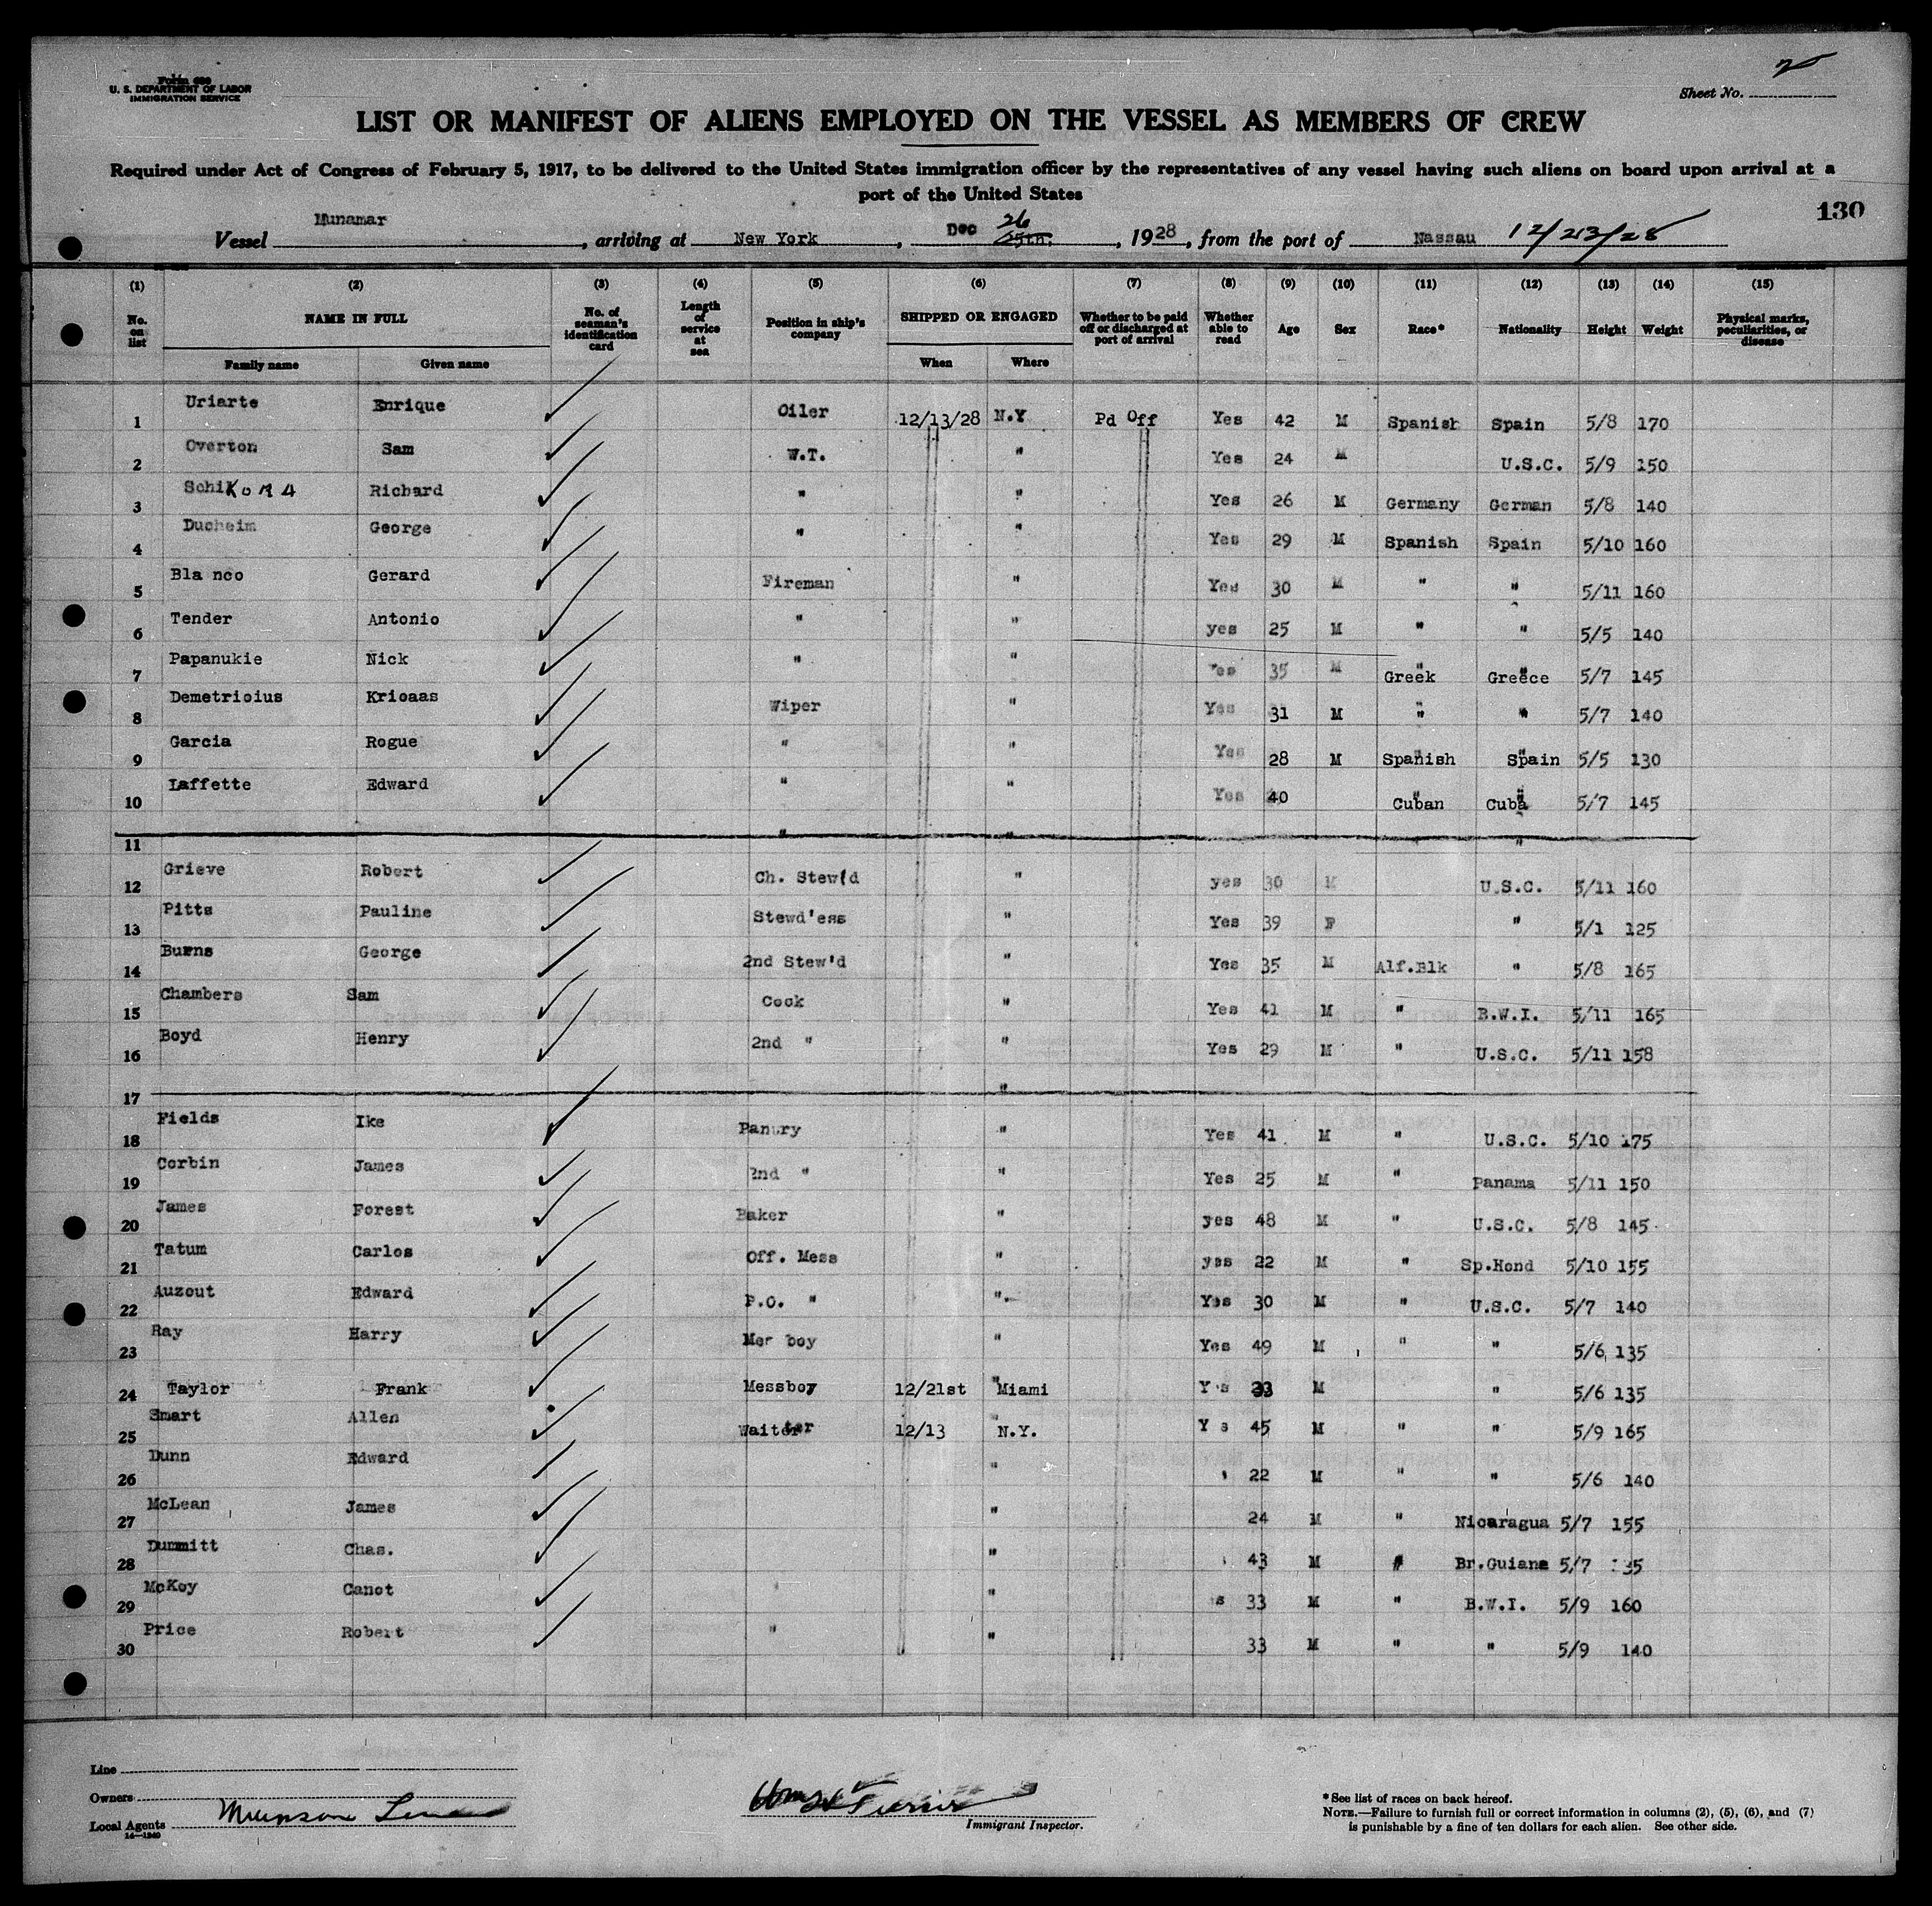 Form 680
U. S. DEPARTMENT OF LABOR
IMMIGRATION SERVICE
Sheet No. 2
LIST OR MANIFEST OF ALIENS EMPLOYED ON THE VESSEL AS MEMBERS OF CREW
Required under Act of Congress of February 5, 1917, to be delivered to the United States immigration officer by the representatives of any vessel having such aliens on board upon arrival at a
port of the United States
130
Vessel Munamar, arriving at New York, Dec 25th. 26, 1928, from the port of Nassau 12/23/28
(1) (2) (3) (4) (5) (6) (7) (8) (9) (10) (11) (12) (13) (14) (15)
No. on list NAME IN FULL No. of seaman's identification card Length of service at sea Position in ship's company SHIPPED OR ENGAGED Whether to be paid off or discharged at port of arrival Whether able to read Age Sex Race* Nationality Height Weight Physical marks, peculiarities, or disease
Family name Given name When Where
1 Uriarte Enrique Oiler 12/13/28 N.Y Pd Off Yes 42 M Spanish Spain 5/8 170
2 Overton Sam W.T. " Yes 24 M U.S.C. 5/9 150
3 SchiKORA Richard " " Yes 26 M Germany German 5/8 140
4 Ducheim George " " Yes 29 M Spanish Spain 5/10 160
5 Bla nco Gerard Fireman " Yes 30 M " " 5/11 160
6 Tender Antonio " " yes 25 M " " 5/5 140
7 Papanukie Nick " " Yes 35 M Greek Greece 5/7 145
8 Demetrioius Krioaas Wiper " Yes 31 M " " 5/7 140
9 Garcia Rogue " " Yes 28 M Spanish Spain 5/5 130
10 Laffette Edward " " Yes 40 Cuban Cuba 5/7 145
11 " " "
12 Grieve Robert Ch. Stew'd " yes 30 M U.S.C. 5/11 160
13 Pitts Pauline Stewd'ess " Yes 39 F " 5/1 125
14 Burns George 2nd Stew'd " Yes 35 M Alf.Blk " 5/8 165
15 Chambers Sam Cock " Yes 41 M " B.W.I. 5/11 165
16 Boyd Henry 2nd " " Yes 29 M " U.S.C. 5/11 158
17 "
18 Fields Ike Pantry " Yes 41 M " U.S.C. 5/10 175
19 Corbin James 2nd " " Yes 25 M " Panama 5/11 150
20 James Forest Baker " yes 48 M " U.S.C. 5/8 145
21 Tatum Carlos Off. Mess " yes 22 M " Sp.Hond 5/10 155
22 Auzout Edward P.O. " " Yes 30 M " U.S.C. 5/7 140
23 Ray Harry Mer boy " Yes 49 M " " 5/6 135
24 Taylor Frank Messboy 12/21st Miami Y s M " 5/6 135
25 Smart Allen Waiter 12/13 N.Y. Y s 45 M " " 5/9 165
26 Dunn Edward " 22 M " " 5/6 140
27 McLean James " 24 M " Nicaragua 5/7 155
28 Dummitt Chas. " 43 M " Br.Guiana 5/7 35
29 McKoy Canot " s 33 M " B.W.I. 5/9 160
30 Price Robert " " 33 M " " 5/9 140
Line
Owners
Local Agents Munson Line
14—1240
Immigrant Inspector.
*See list of races on back hereof.
NOTE.—Failure to furnish full or correct information in columns (2), (5), (6), and (7)
is punishable by a fine of ten dollars for each alien. See other side.